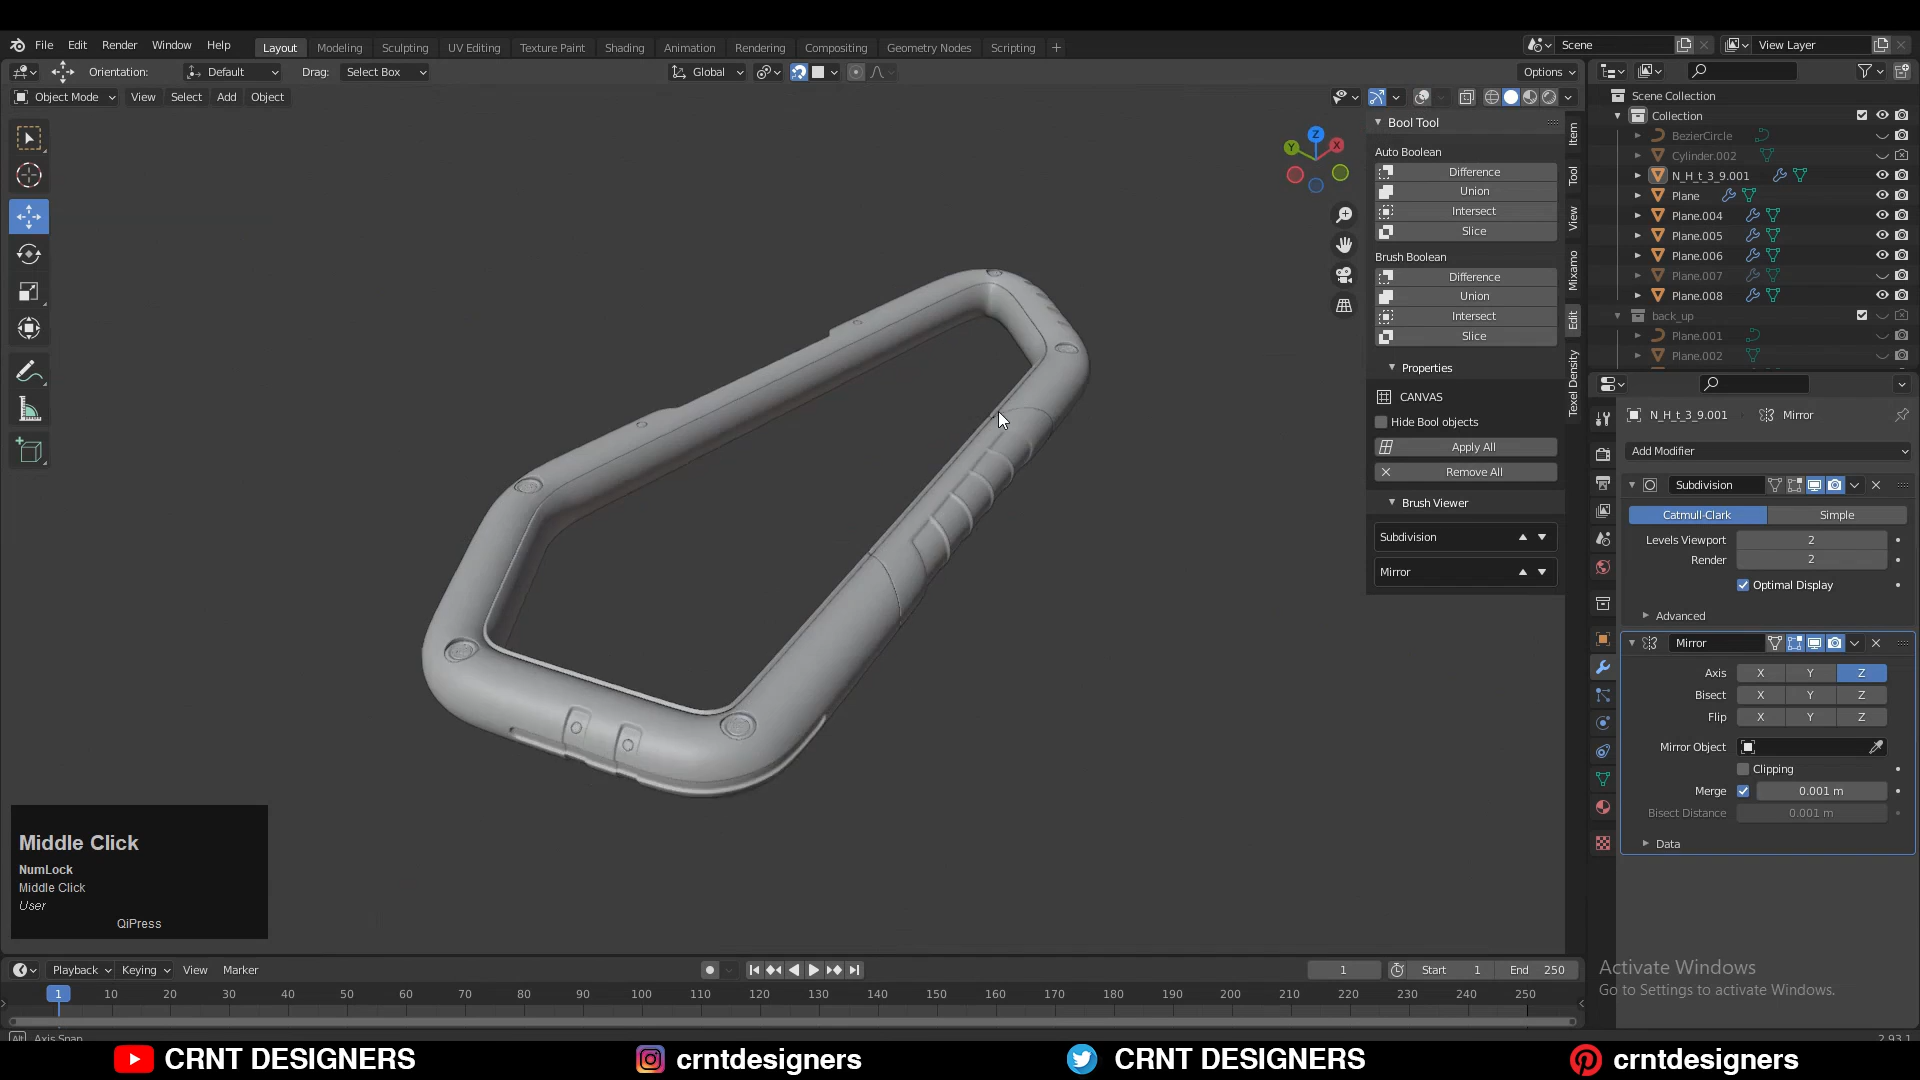 File Edit Render Window Help Layout Modeling Sculpting UV Editing Texture Paint Shading Animation Rendering Compositing Geometry Nodes Scripting + Scene View Layer
Orientation: Default Drag: Select Box Global Options
Object Mode View Select Add Object
Bool Tool
Auto Boolean
Difference
Union
Intersect
Slice
Brush Boolean
Difference
Union
Intersect
Slice
Properties
CANVAS
Hide Bool objects
Apply All
Remove All
Brush Viewer
Subdivision
Mirror
Item
Tool
View
Mixamo
Edit
Texel Density
Z
Y
X
Scene Collection
Collection
BezierCircle
Cylinder.002
N_H_t_3_9.001
Plane
Plane.004
Plane.005
Plane.006
Plane.007
Plane.008
back_up
Plane.001
Plane.002
N_H_t_3_9.001 Mirror
Add Modifier
Subdivision
Catmull-Clark Simple
Levels Viewport 2
Render 2
Optimal Display
Advanced
Mirror
Axis X Y Z
Bisect X Y Z
Flip X Y Z
Mirror Object
Clipping
Merge 0.001 m
Bisect Distance 0.001 m
Data
Middle Click
NumLock
Middle Click
User
QiPress
Playback Keying View Marker 1 Start 1 End 250
1 10 20 30 40 50 60 70 80 90 100 110 120 130 140 150 160 170 180 190 200 210 220 230 240 250
Activate Windows
Go to Settings to activate Windows.
Alt Axis Snap 2.93.1
CRNT DESIGNERS crntdesigners CRNT DESIGNERS crntdesigners